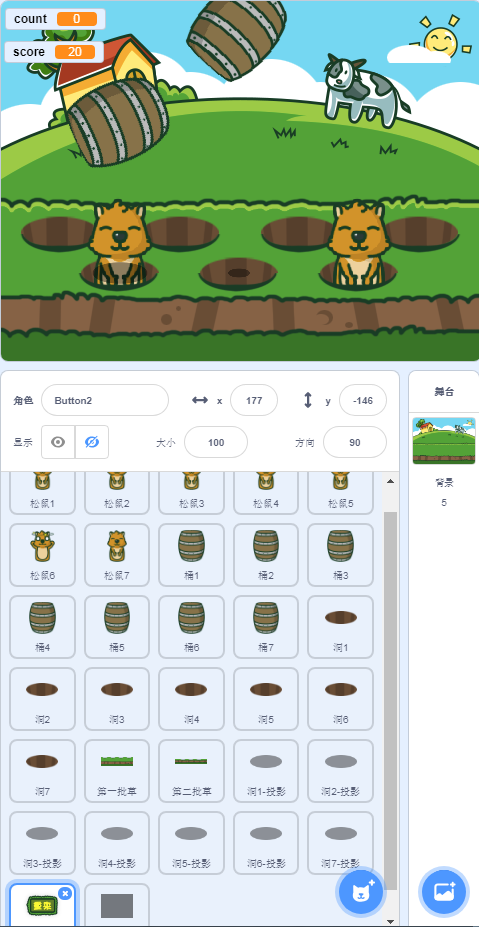 count 0
score 20
角色 Button2 x 177 y -146
显示 大小 100 方向 90
舞台
背景
5
松鼠1 松鼠2 松鼠3 松鼠4 松鼠5
松鼠6 松鼠7 桶1 桶2 桶3
桶4 桶5 桶6 桶7 洞1
洞2 洞3 洞4 洞5 洞6
洞7 第一批草 第二批草 洞1-投影 洞2-投影
洞3-投影 洞4-投影 洞5-投影 洞6-投影 洞7-投影